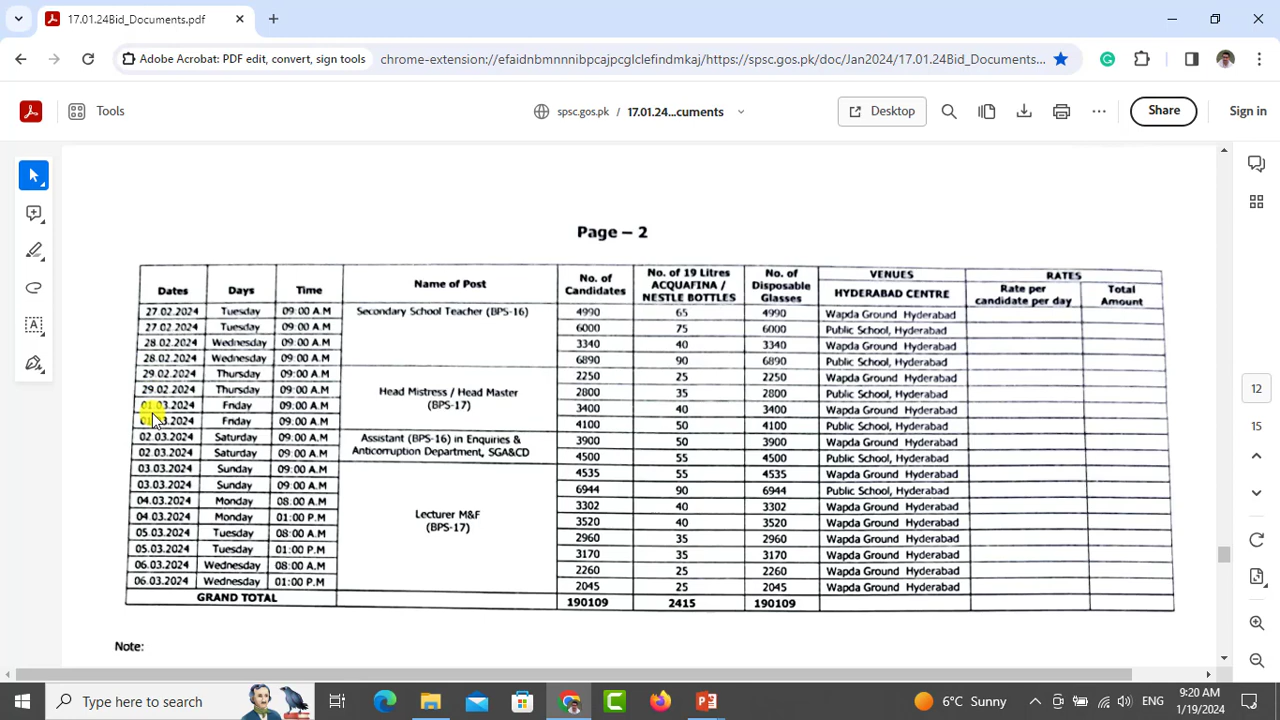 17.01.24Bid_Documents.pdf
Adobe Acrobat: PDF edit, convert, sign tools
chrome-extension://efaidnbmnnnibpcajpcglclefindmkaj/https://spsc.gos.pk/doc/Jan2024/17.01.24Bid_Documents...
Tools
spsc.gos.pk / 17.01.24...cuments
Desktop
Share
Sign in
Page – 2
Dates Days Time Name of Post No. of Candidates No. of 19 Litres ACQUAFINA / NESTLE BOTTLES No. of Disposable Glasses VENUES HYDERABAD CENTRE RATES Rate per candidate per day Total Amount
27 02.2024 Tuesday 09:00 A.M Secondary School Teacher (BPS-16) 4990 65 4990 Wapda Ground Hyderabad
27 02.2024 Tuesday 09:00 A.M 6000 75 6000 Public School, Hyderabad
28 02.2024 Wednesday 09:00 A.M 3340 40 3340 Wapda Ground Hyderabad
28 02.2024 Wednesday 09:00 A.M 6890 90 6890 Public School, Hyderabad
29.02.2024 Thursday 09:00 A.M 2250 25 2250 Wapda Ground Hyderabad
29.02.2024 Thursday 09:00 A.M Head Mistress / Head Master 2800 35 2800 Public School, Hyderabad
01.03.2024 Friday 09:00 A.M (BPS-17) 3400 40 3400 Wapda Ground Hyderabad
01.03.2024 Friday 09:00 A.M 4100 50 4100 Public School, Hyderabad
02.03.2024 Saturday 09:00 A.M Assistant (BPS-16) in Enquiries & 3900 50 3900 Wapda Ground Hyderabad
02.03.2024 Saturday 09:00 A.M Anticorruption Department, SGA&CD 4500 55 4500 Public School, Hyderabad
03.03.2024 Sunday 09:00 A.M 4535 55 4535 Wapda Ground Hyderabad
03.03.2024 Sunday 09:00 A.M 6944 90 6944 Public School, Hyderabad
04.03.2024 Monday 08:00 A.M Lecturer M&F 3302 40 3302 Wapda Ground Hyderabad
04 03.2024 Monday 01:00 P.M (BPS-17) 3520 40 3520 Wapda Ground Hyderabad
05.03.2024 Tuesday 08:00 A.M 2960 35 2960 Wapda Ground Hyderabad
05.03.2024 Tuesday 01:00 P.M 3170 35 3170 Wapda Ground Hyderabad
06.03.2024 Wednesday 08:00 A.M 2260 25 2260 Wapda Ground Hyderabad
06.03.2024 Wednesday 01:00 P.M 2045 25 2045 Wapda Ground Hyderabad
GRAND TOTAL 190109 2415 190109
Note:
12
15
Type here to search
6°C Sunny
ENG
9:20 AM
1/19/2024